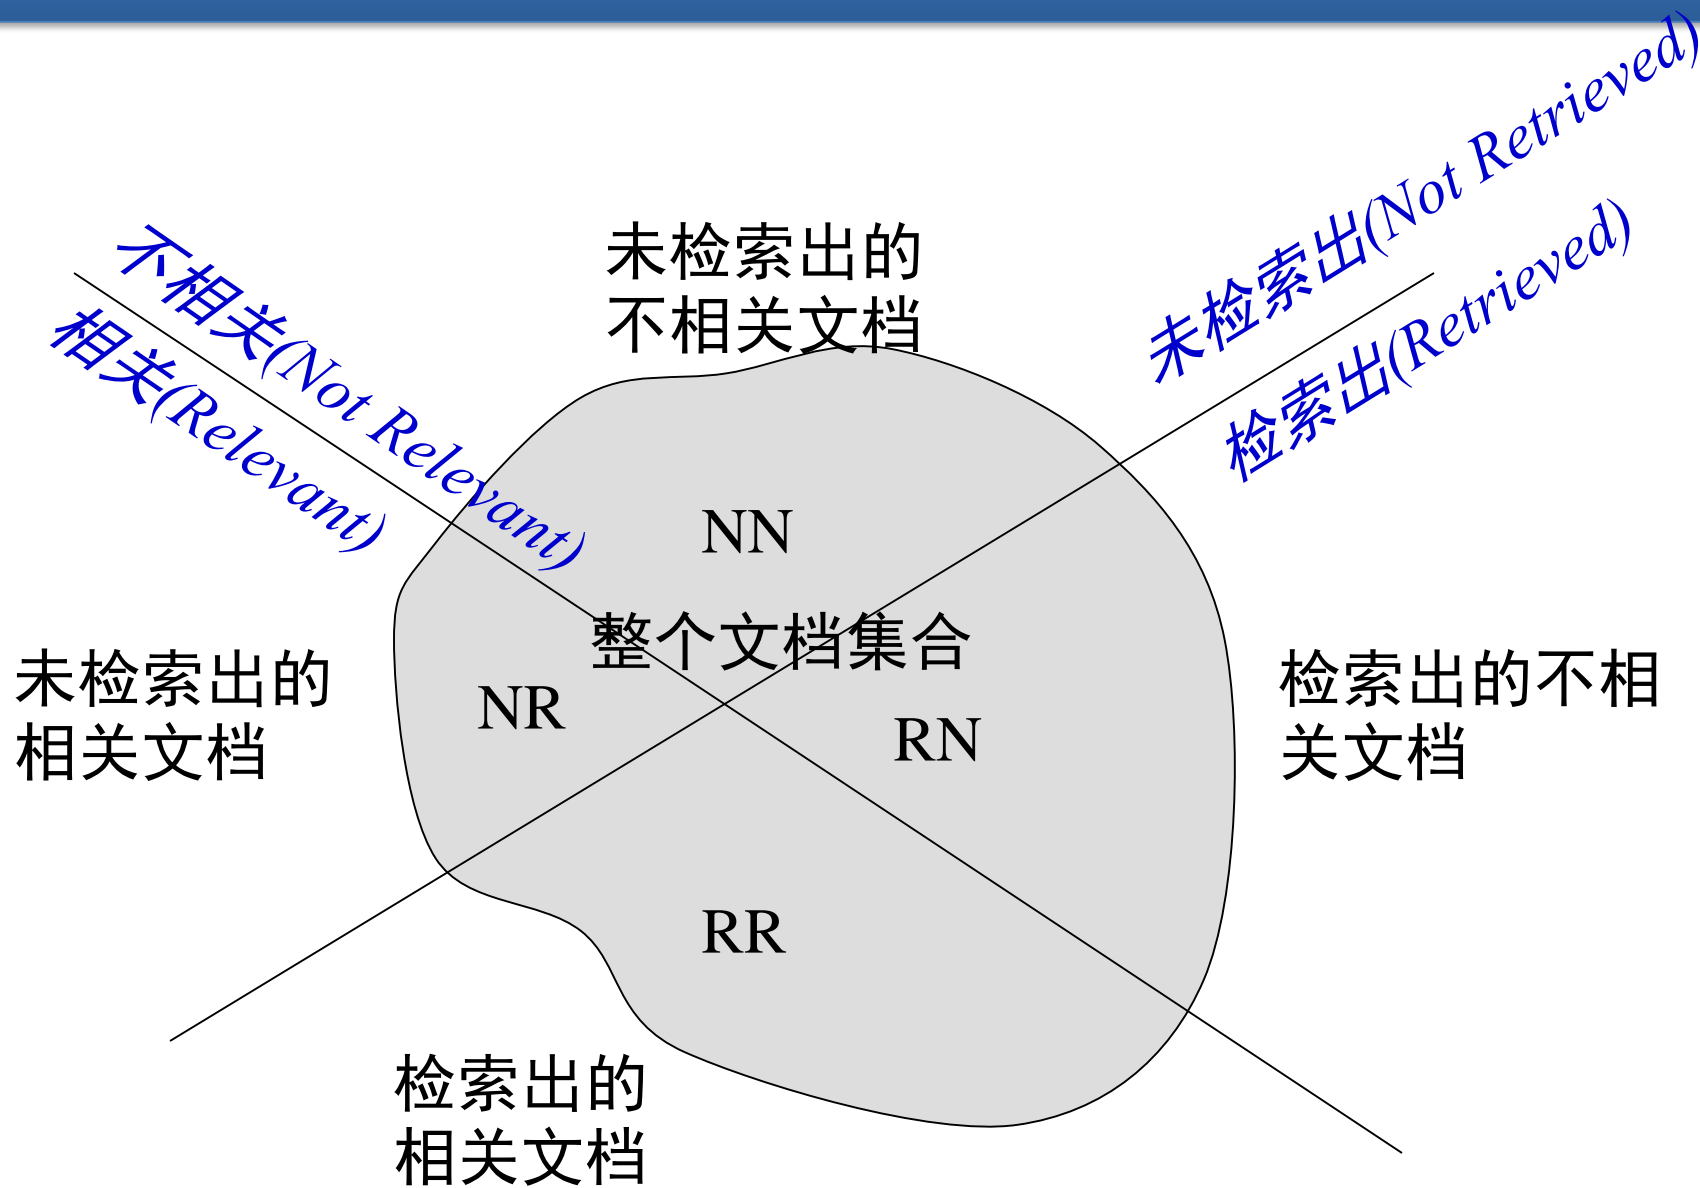 未检索出(Not Retrieved)
检索出(Retrieved)
不相关(Not Relevant)
相关(Relevant)
未检索出的
不相关文档
NN
整个文档集合
未检索出的
相关文档
NR
RN
检索出的不相
关文档
RR
检索出的
相关文档